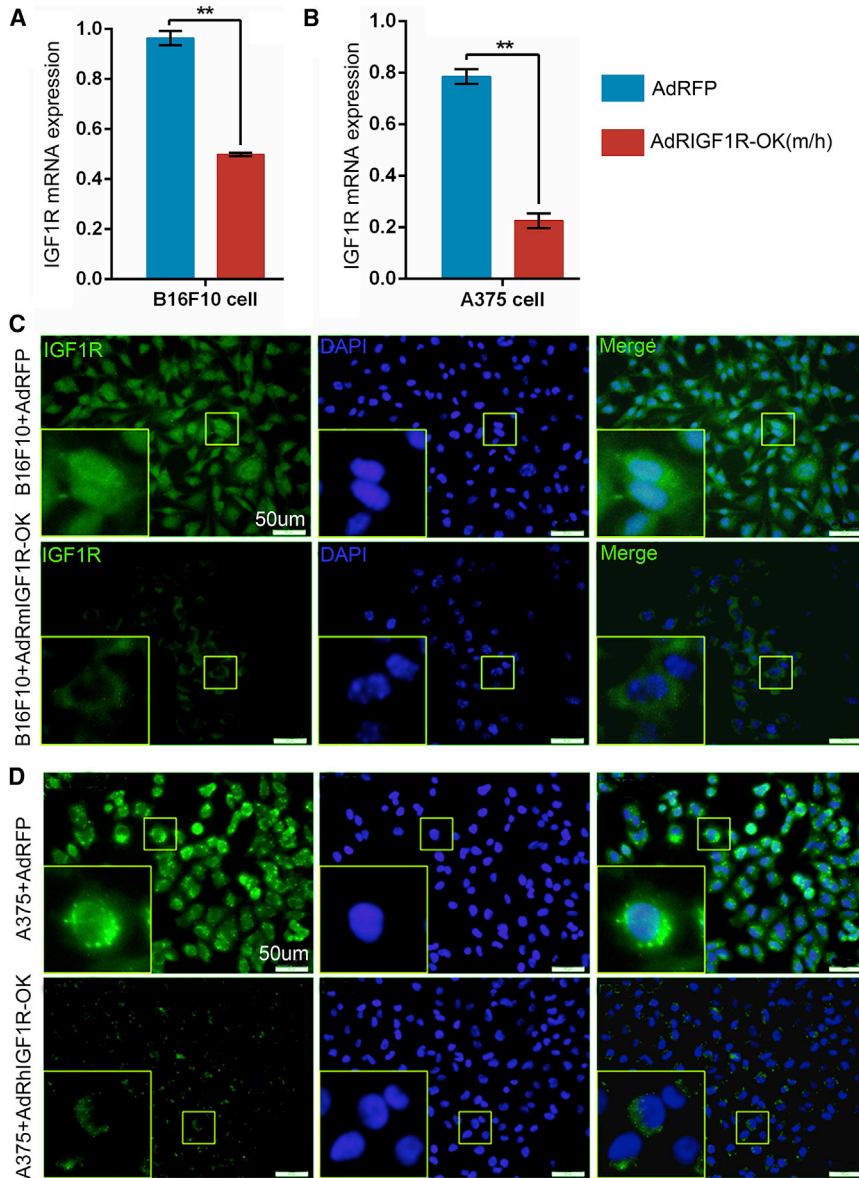 A
B
IGF1R mRNA expression
1.0
0.8
0.6
0.4
0.2
0.0
**
B16F10 cell
IGF1R mRNA expression
0.8
0.6
0.4
0.2
0.0
**
A375 cell
AdRFP
AdRIGF1R-OK(m/h)
C
B16F10+AdRFP
IGF1R
50um
DAPI
Merge
B16F10+AdRmIGF1R-OK
IGF1R
DAPI
Merge
D
A375+AdRFP
50um
A375+AdRhIGF1R-OK